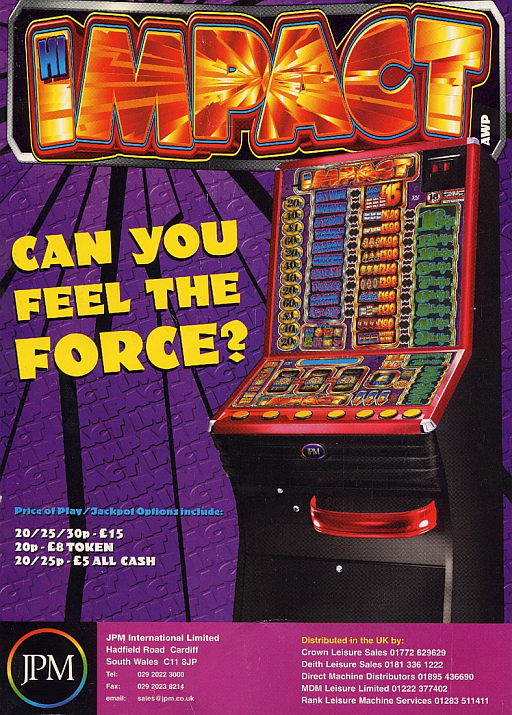 HI IMPACT
AWP
IMPACT
£15
CAN YOU
FEEL THE
FORCE?
JPM
Price of Play/Jackpot Options include:
20/25/30p - £15
20p - £8 TOKEN
20/25p - £5 ALL CASH
JPM
JPM International Limited
Hadfield Road Cardiff
South Wales C11 8JP
Tel: 029 2022 3000
Fax: 029 2023 8214
email: sales@jpm.co.uk
Distributed in the UK by:
Crown Leisure Sales 01772 629629
Deith Leisure Sales 0181 336 1222
Direct Machine Distributors 01895 436690
MDM Leisure Limited 01222 377402
Rank Leisure Machine Services 01283 511411